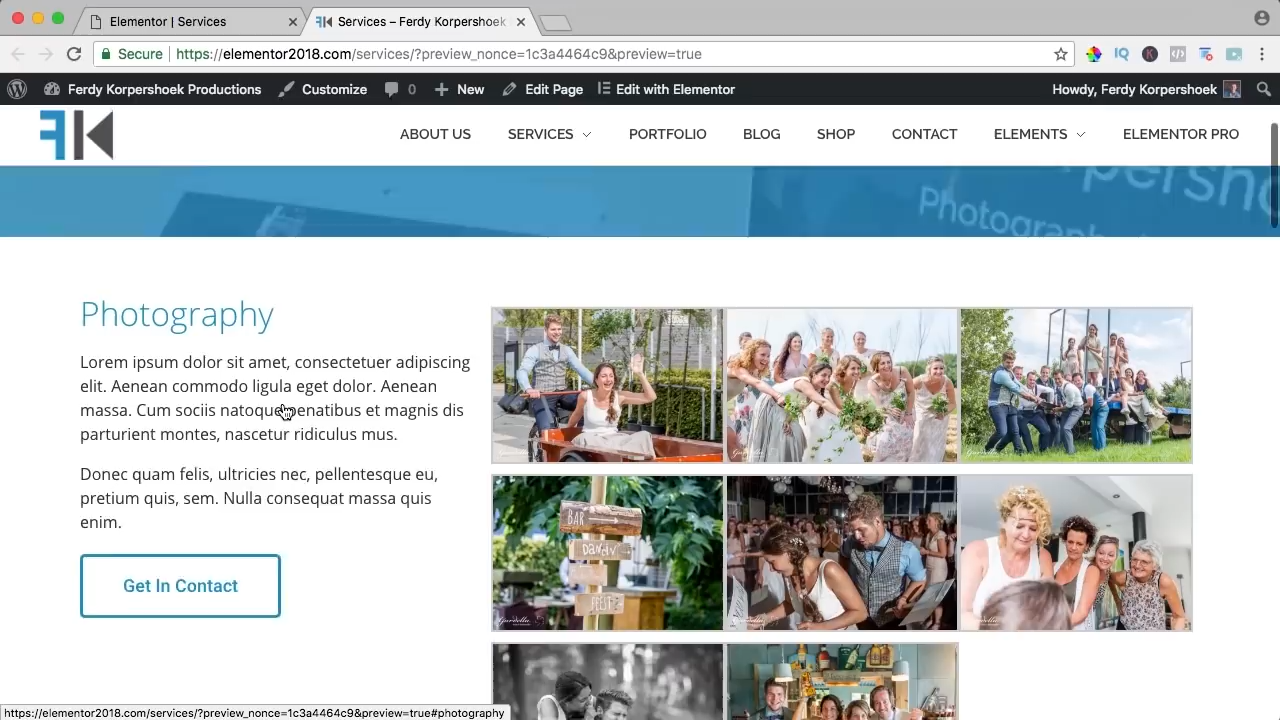 Elementor | Services
Services – Ferdy Korpershoek
Secure
https://elementor2018.com/services/?preview_nonce=1c3a4464c9&preview=true
Ferdy Korpershoek Productions
Customize
0
New
Edit Page
Edit with Elementor
Howdy, Ferdy Korpershoek
FK
ABOUT US
SERVICES
PORTFOLIO
BLOG
SHOP
CONTACT
ELEMENTS
ELEMENTOR PRO
Photography
Lorem ipsum dolor sit amet, consectetuer adipiscing
elit. Aenean commodo ligula eget dolor. Aenean
massa. Cum sociis natoque penatibus et magnis dis
parturient montes, nascetur ridiculus mus.
Donec quam felis, ultricies nec, pellentesque eu,
pretium quis, sem. Nulla consequat massa quis
enim.
Get In Contact
BAR
FEEST
https://elementor2018.com/services/?preview_nonce=1c3a4464c9&preview=true#photography